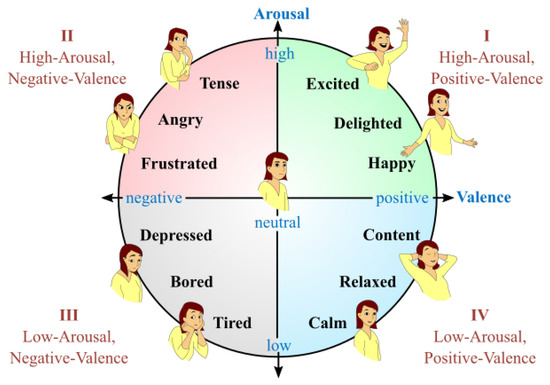 Arousal
II
High-Arousal,
Negative-Valence
I
High-Arousal,
Positive-Valence
high
Tense
Excited
Angry
Delighted
Frustrated
Happy
negative
positive
Valence
neutral
Depressed
Content
Bored
Relaxed
Tired
Calm
III
Low-Arousal,
Negative-Valence
IV
Low-Arousal,
Positive-Valence
low